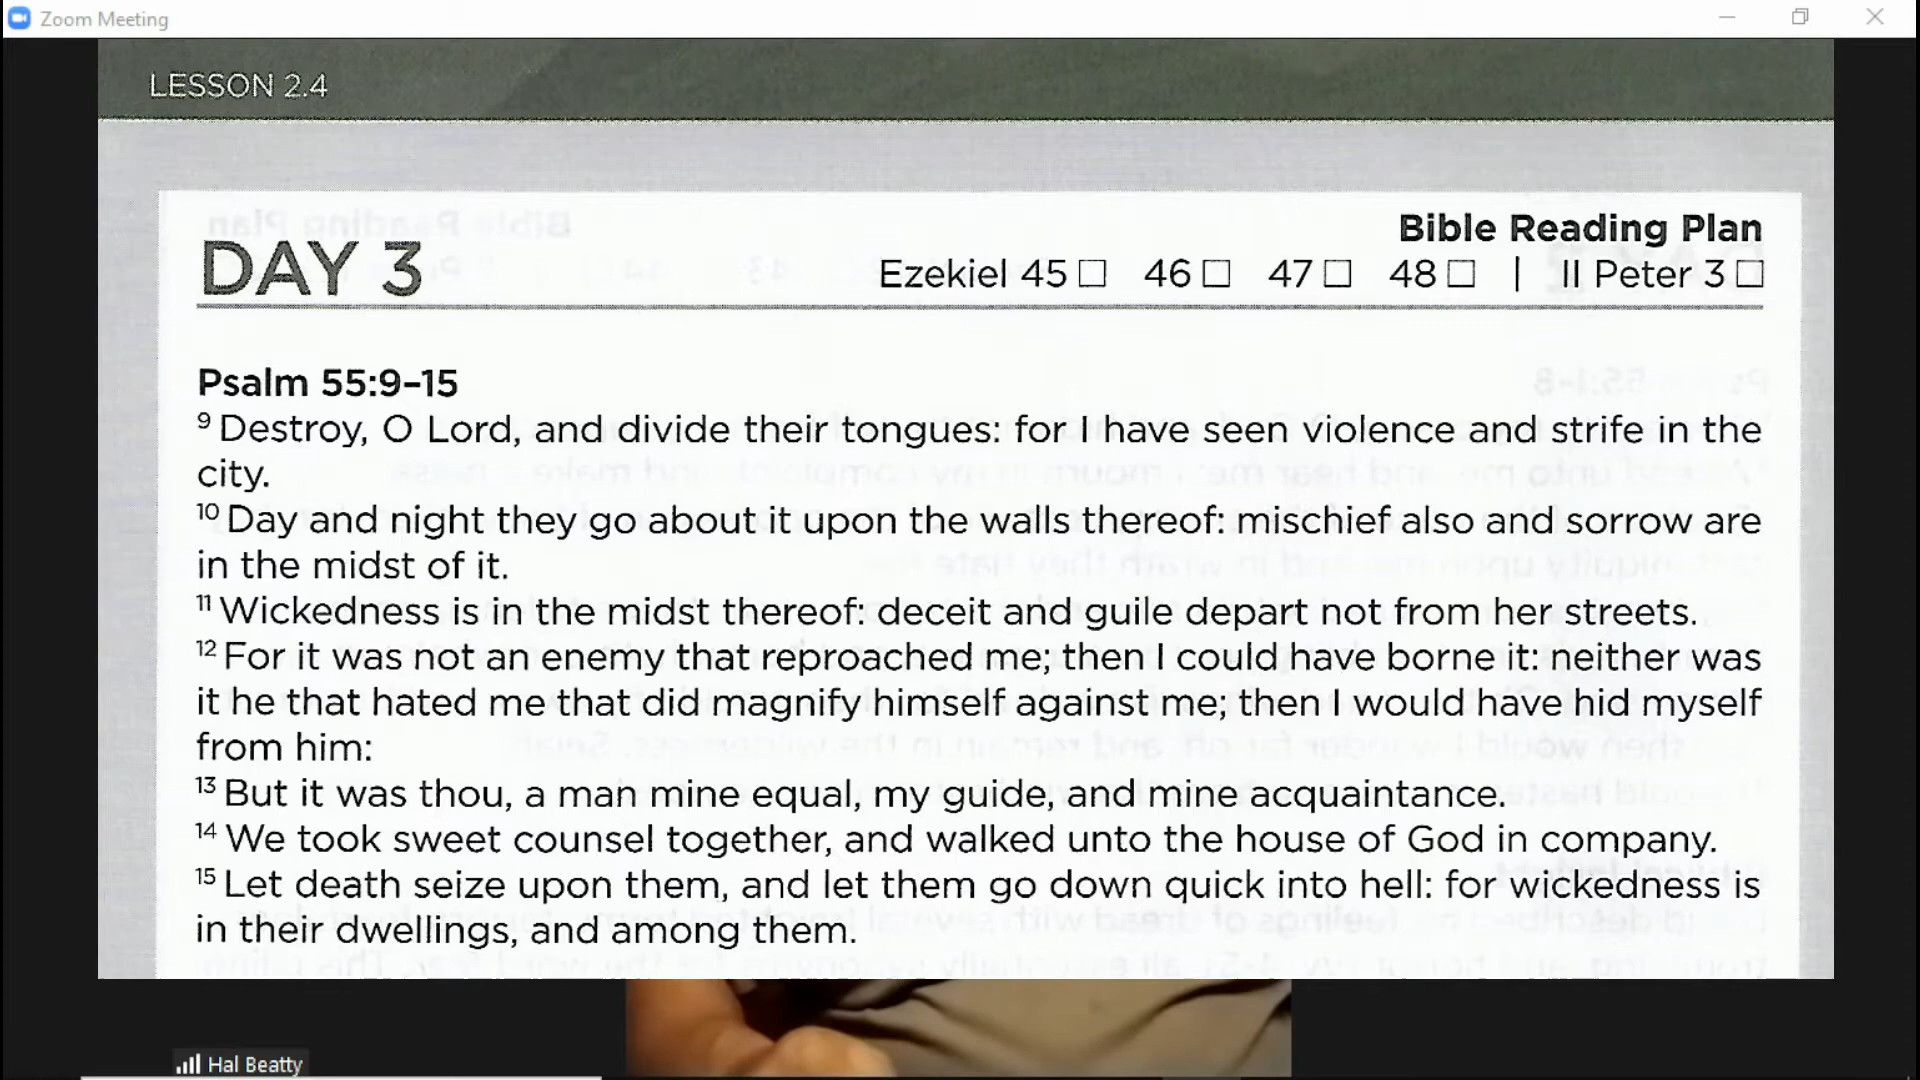 Zoom Meeting
LESSON 2.4
Bible Reading Plan
DAY 3
Ezekiel 45 □ 46 □ 47 □ 48 □ | II Peter 3 □
Psalm 55:9–15
9 Destroy, O Lord, and divide their tongues: for I have seen violence and strife in the
city.
10 Day and night they go about it upon the walls thereof: mischief also and sorrow are
in the midst of it.
11 Wickedness is in the midst thereof: deceit and guile depart not from her streets.
12 For it was not an enemy that reproached me; then I could have borne it: neither was
it he that hated me that did magnify himself against me; then I would have hid myself
from him:
13 But it was thou, a man mine equal, my guide, and mine acquaintance.
14 We took sweet counsel together, and walked unto the house of God in company.
15 Let death seize upon them, and let them go down quick into hell: for wickedness is
in their dwellings, and among them.
Hal Beatty